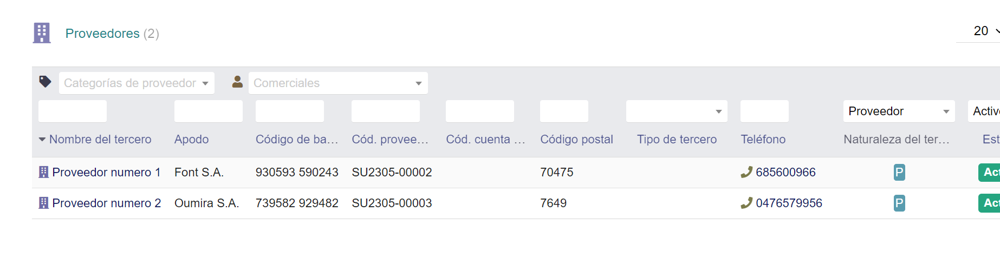 Proveedores (2)
20
Categorías de proveedor Comerciales
Proveedor Activ
Nombre del tercero Apodo Código de ba... Cód. provee... Cód. cuenta ... Código postal Tipo de tercero Teléfono Naturaleza del ter... Est
Proveedor numero 1 Font S.A. 930593 590243 SU2305-00002 70475 685600966 P Act
Proveedor numero 2 Oumira S.A. 739582 929482 SU2305-00003 7649 0476579956 P Act